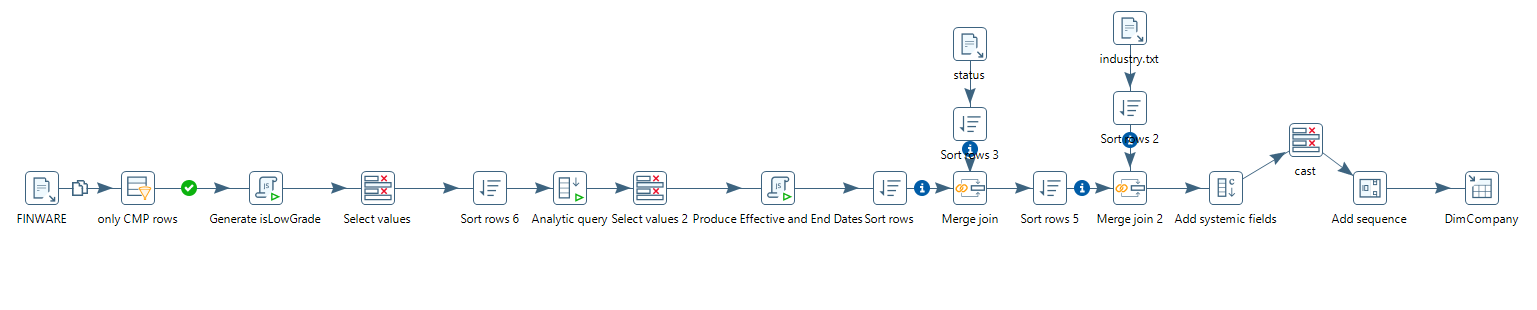 industry.txt
status
Sort rows 2
Sort rows 3
cast
FINWARE
only CMP rows
Generate isLowGrade
Select values
Sort rows 6
Analytic query
Select values 2
Produce Effective and End Dates
Sort rows
Merge join
Sort rows 5
Merge join 2
Add systemic fields
Add sequence
DimCompany